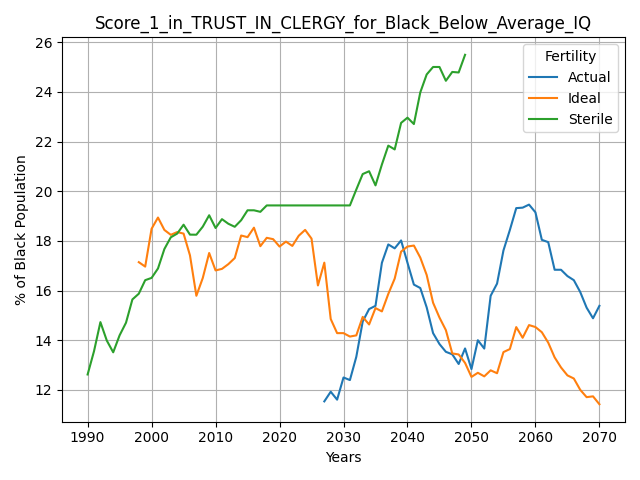 Score_1_in_TRUST_IN_CLERGY_for_Black_Below_Average_IQ
Fertility
Actual
Ideal
Sterile
% of Black Population
26
24
22
20
18
16
14
12
1990 2000 2010 2020 2030 2040 2050 2060 2070
Years